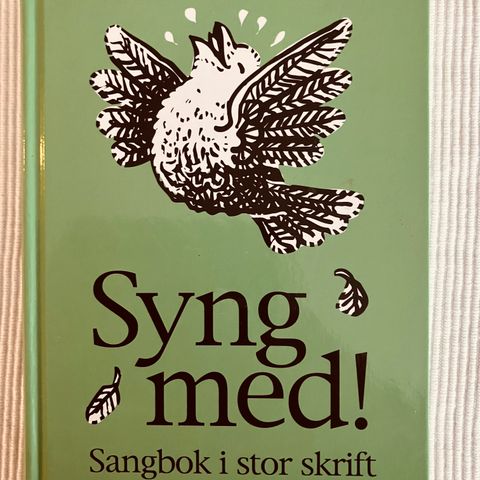 Syng
med!
Sangbok i stor skrift